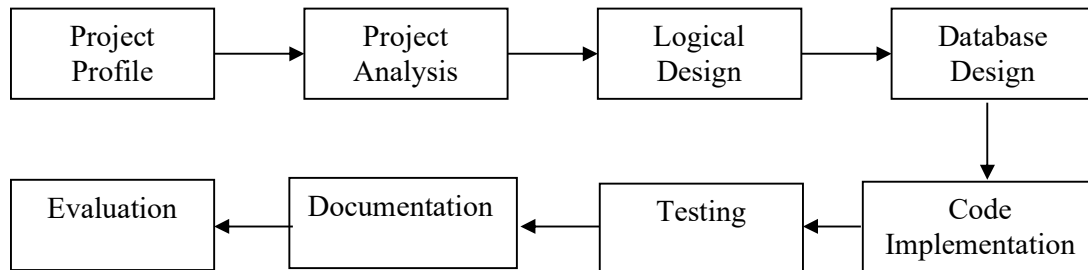 Project
Profile
Project
Analysis
Logical
Design
Database
Design
Code
Implementation
Testing
Documentation
Evaluation